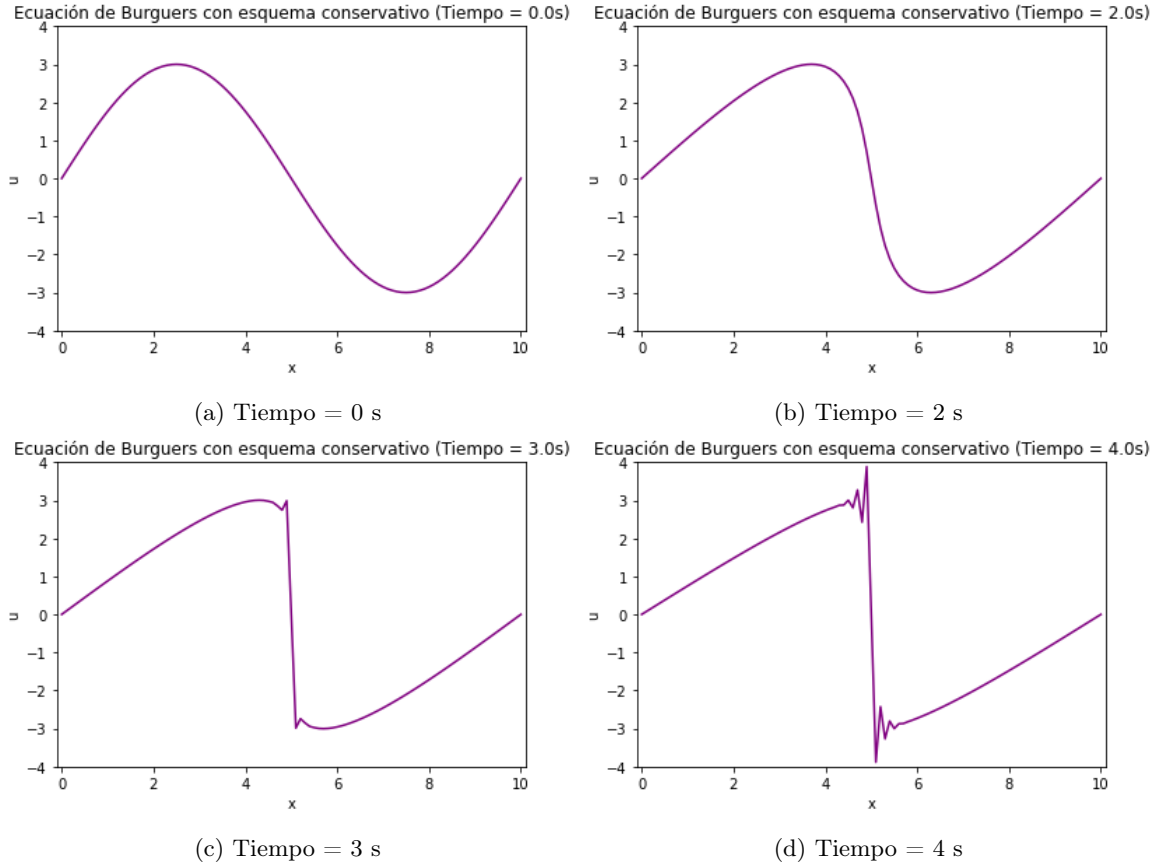 Ecuación de Burguers con esquema conservativo (Tiempo = 0.0s)
4
3
2
1
0
−1
−2
−3
−4
u
0 2 4 6 8 10
x
(a) Tiempo = 0 s
Ecuación de Burguers con esquema conservativo (Tiempo = 2.0s)
4
3
2
1
0
−1
−2
−3
−4
u
0 2 4 6 8 10
x
(b) Tiempo = 2 s
Ecuación de Burguers con esquema conservativo (Tiempo = 3.0s)
4
3
2
1
0
−1
−2
−3
−4
u
0 2 4 6 8 10
x
(c) Tiempo = 3 s
Ecuación de Burguers con esquema conservativo (Tiempo = 4.0s)
4
3
2
1
0
−1
−2
−3
−4
u
0 2 4 6 8 10
x
(d) Tiempo = 4 s